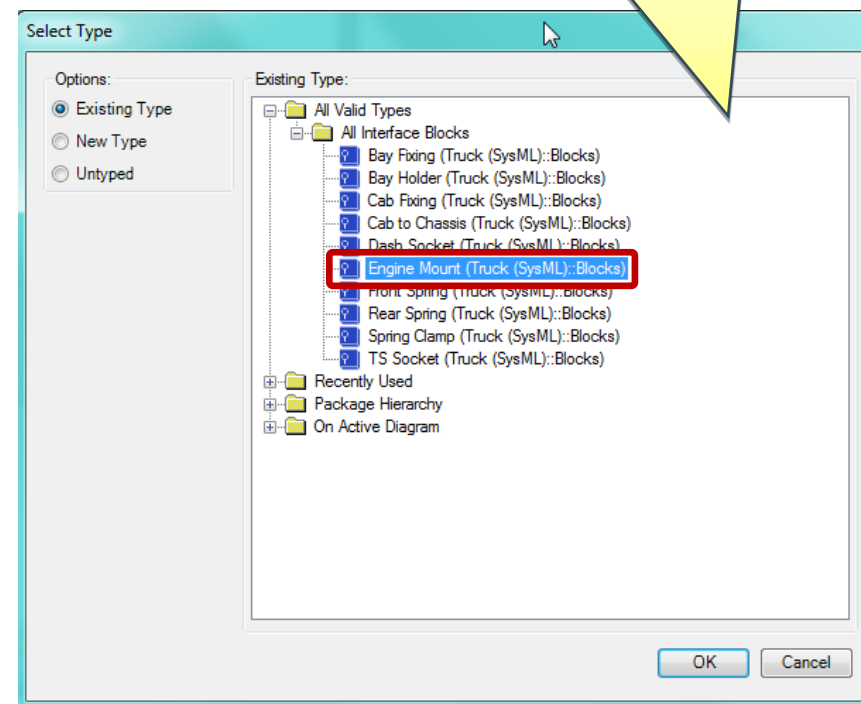 Select Type
Options:
Existing Type
New Type
Untyped
Existing Type:
All Valid Types
All Interface Blocks
Bay Fixing (Truck (SysML)::Blocks)
Bay Holder (Truck (SysML)::Blocks)
Cab Fixing (Truck (SysML)::Blocks)
Cab to Chassis (Truck (SysML)::Blocks)
Dash Socket (Truck (SysML)::Blocks)
Engine Mount (Truck (SysML)::Blocks)
Front Spring (Truck (SysML)::Blocks)
Rear Spring (Truck (SysML)::Blocks)
Spring Clamp (Truck (SysML)::Blocks)
TS Socket (Truck (SysML)::Blocks)
Recently Used
Package Hierarchy
On Active Diagram
OK Cancel